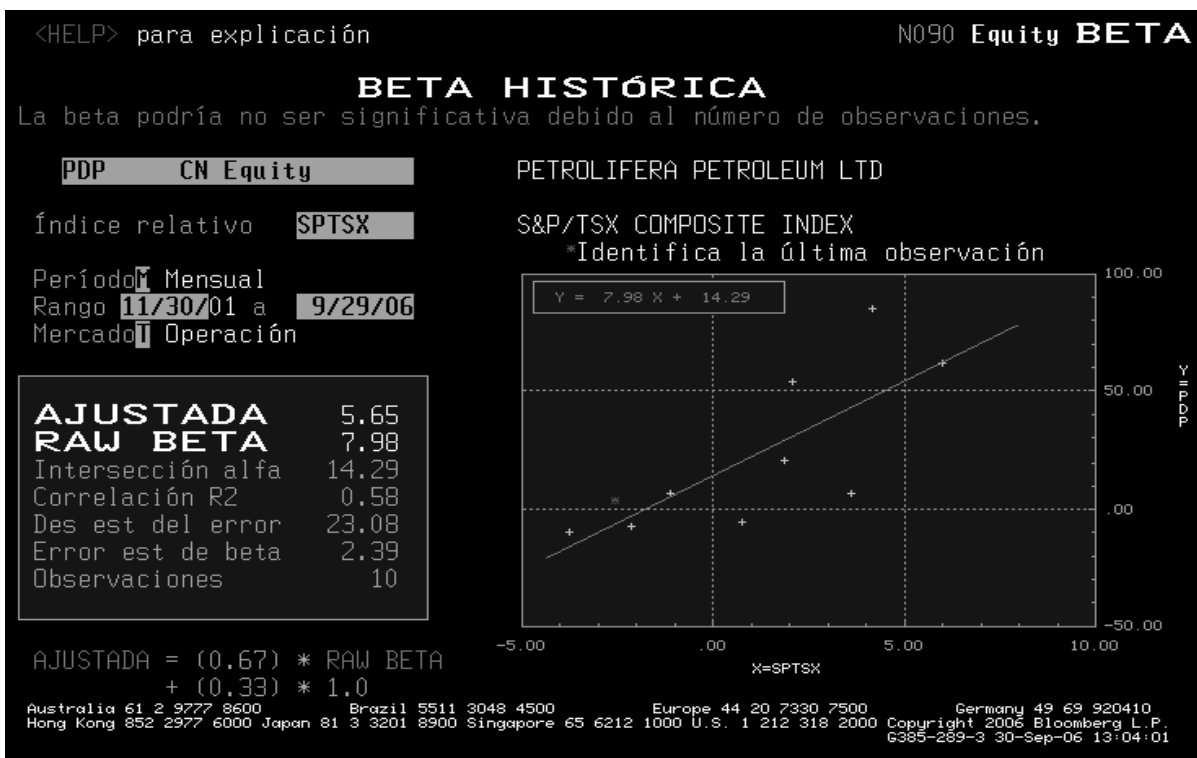 <HELP> para explicación N090 Equity BETA
BETA HISTÓRICA
La beta podría no ser significativa debido al número de observaciones.
PDP CN Equity PETROLIFERA PETROLEUM LTD
Índice relativo SPTSX S&P/TSX COMPOSITE INDEX
*Identifica la última observación
Período M Mensual
Rango 11/30/01 a 9/29/06
Mercado T Operación
AJUSTADA 5.65
RAW BETA 7.98
Intersección alfa 14.29
Correlación R2 0.58
Des est del error 23.08
Error est de beta 2.39
Observaciones 10
AJUSTADA = (0.67) * RAW BETA
+ (0.33) * 1.0
Y = 7.98 X + 14.29
100.00
50.00
.00
-50.00
Y=PDP
-5.00 .00 5.00 10.00
X=SPTSX
Australia 61 2 9777 8600 Brazil 5511 3048 4500 Europe 44 20 7330 7500 Germany 49 69 920410
Hong Kong 852 2977 6000 Japan 81 3 3201 8900 Singapore 65 6212 1000 U.S. 1 212 318 2000 Copyright 2006 Bloomberg L.P.
G385-289-3 30-Sep-06 13:04:01